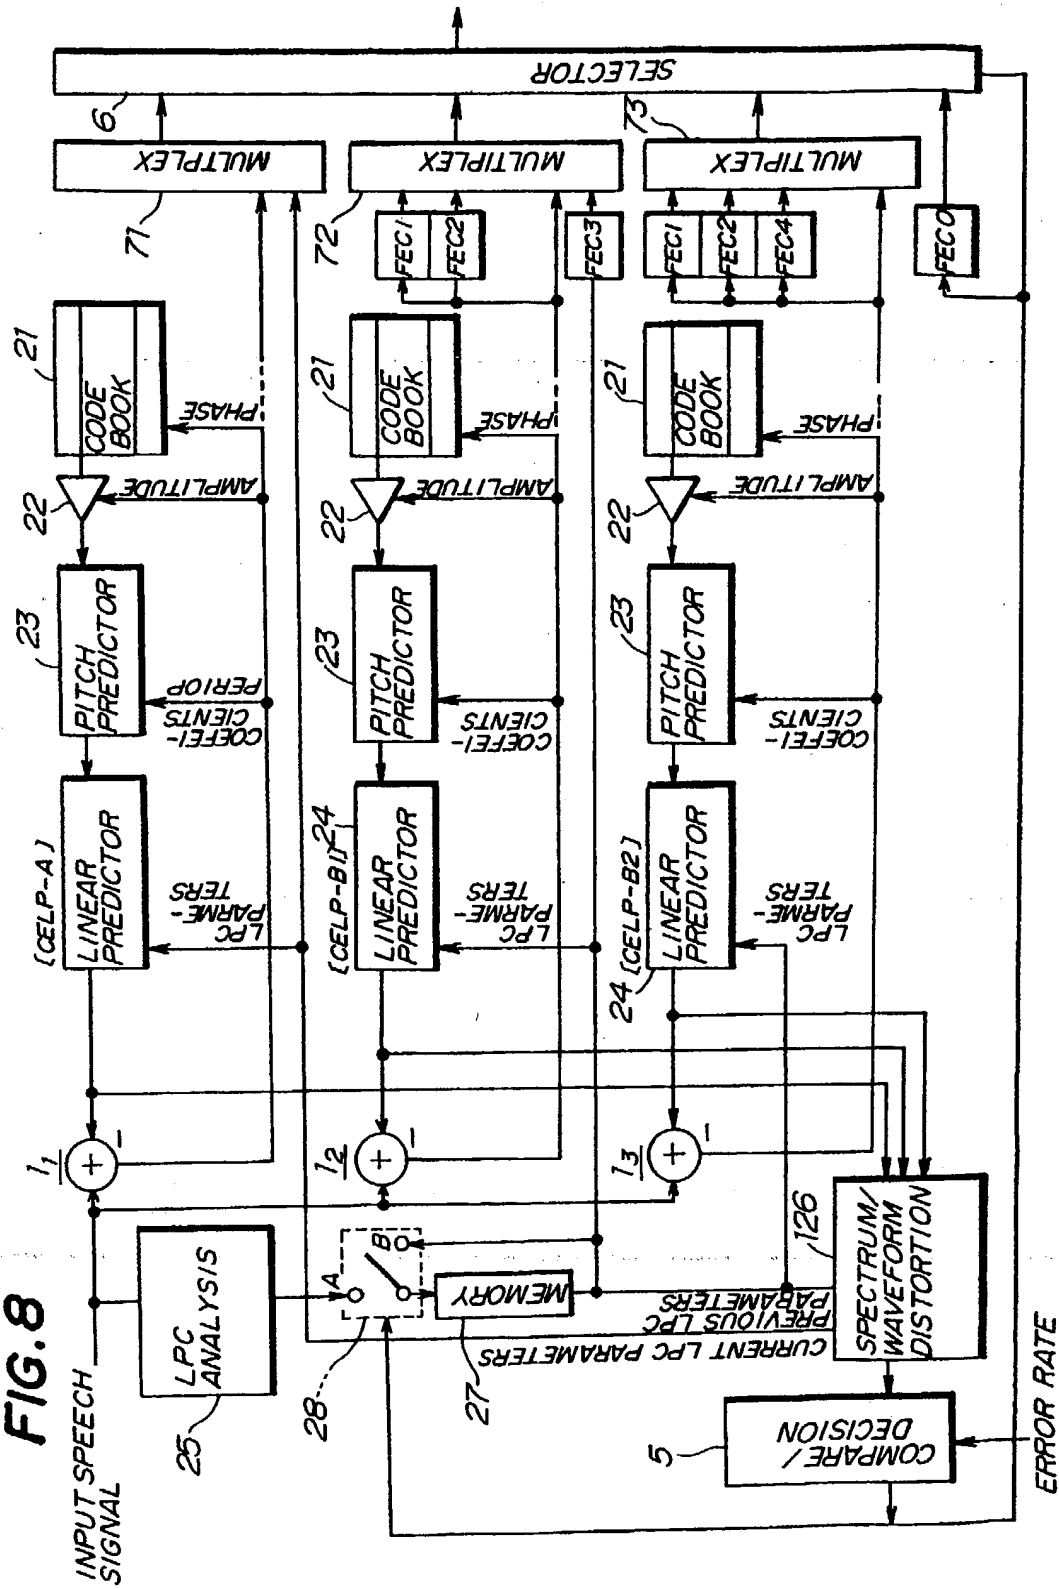 FIG.8
INPUT SPEECH
SIGNAL
25
LPC
ANALYSIS
28
A
B
27
MEMORY
CURRENT LPC PARAMETERS
PREVIOUS LPC
PARAMETERS
126
SPECTRUM/
WAVEFORM
DISTORTION
5
COMPARE/
DECISION
ERROR RATE
1₁
+
−
[CELP-A]
LINEAR
PREDICTOR
LPC
PARME-
TERS
23
PITCH
PREDICTOR
COEFEI-
CIENTS
PERIOP
22
AMPLITUDE
21
CODE
BOOK
PHASE
71
MULTPLEX
1₂
+
−
[CELP-B1]
24
LINEAR
PREDICTOR
LPC
PARME-
TERS
23
PITCH
PREDICTOR
COEFEI-
CIENTS
22
AMPLITUDE
21
CODE
BOOK
PHASE
FEC1
FEC2
FEC3
72
MULTIPLEX
1₃
+
−
24
[CELP-B2]
LINEAR
PREDICTOR
LPC
PARME-
TERS
23
PITCH
PREDICTOR
COEFEI-
CIENTS
22
AMPLITUDE
21
CODE
BOOK
PHASE
FEC1
FEC2
FEC4
73
MULTIPLEX
FEC0
6
SELECTOR